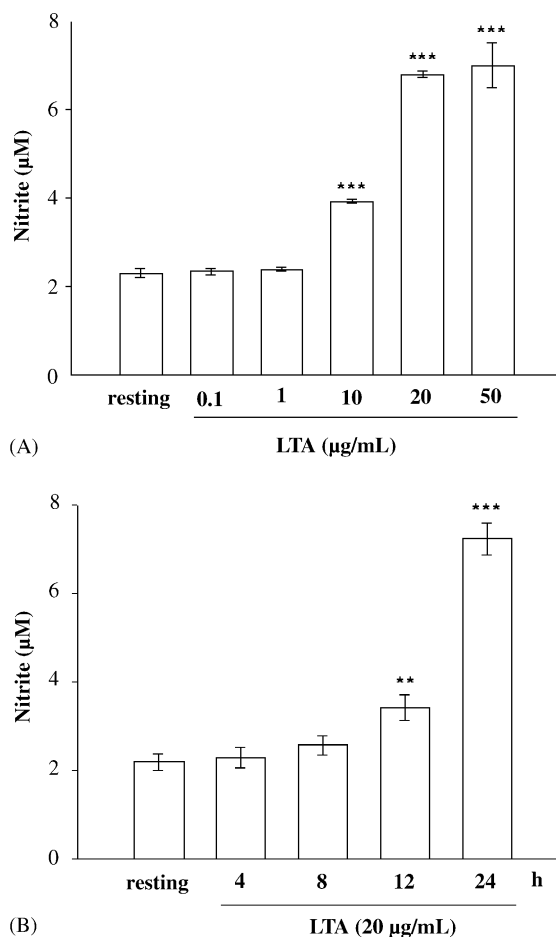 8
***
***
6
Nitrite (µM)
***
4
2
0
resting 0.1 1 10 20 50
LTA (µg/mL)
(A)
8
***
6
Nitrite (µM)
**
4
2
0
resting 4 8 12 24 h
LTA (20 µg/mL)
(B)